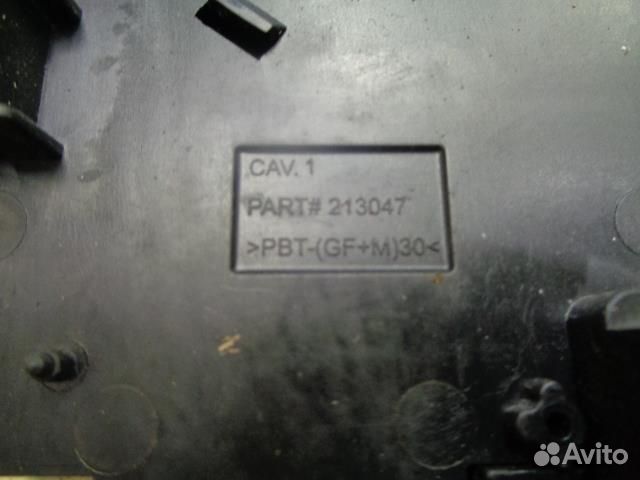 CAV. 1
PART# 213047
>PBT-(GF+M)30<
Avito